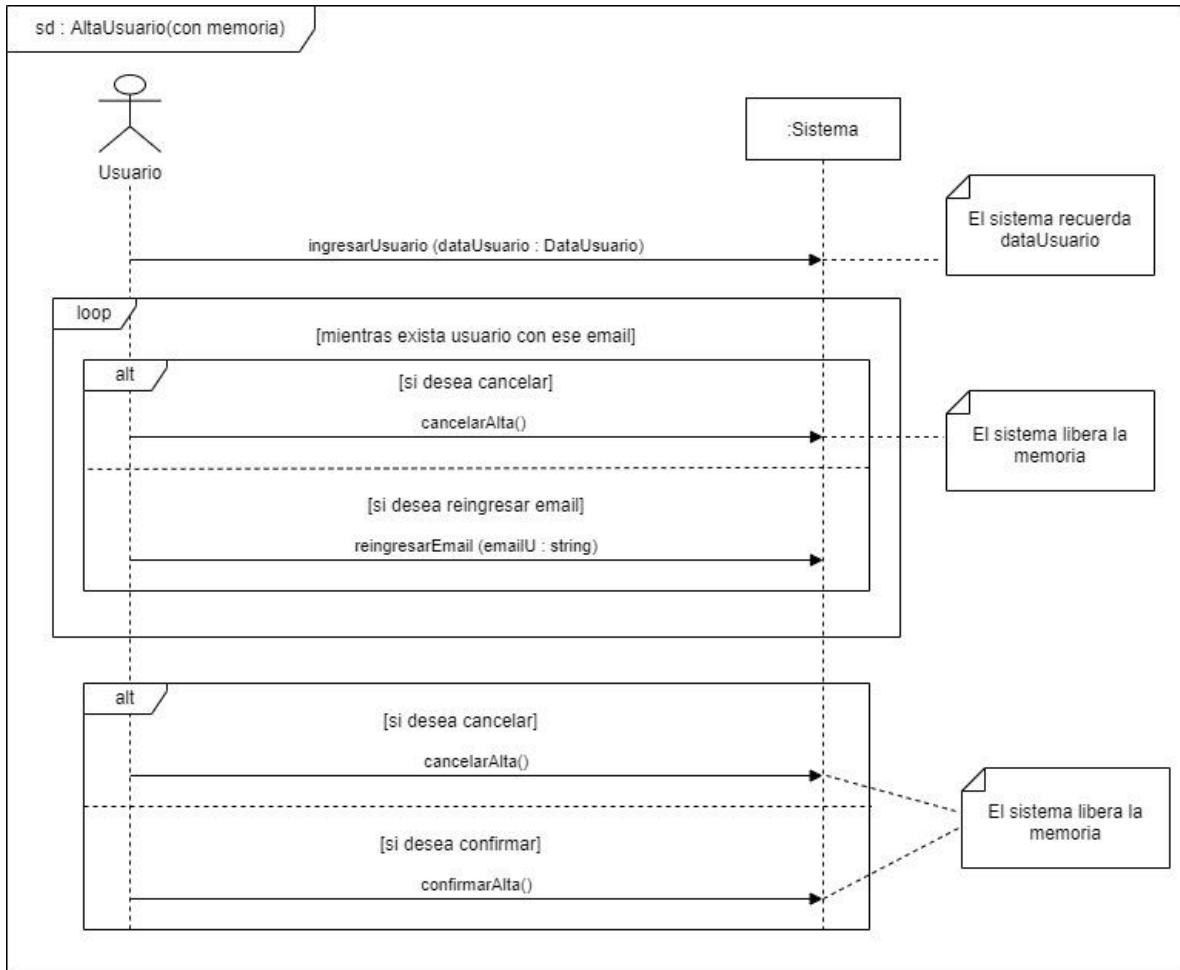 sd : AltaUsuario(con memoria)
Usuario
:Sistema
El sistema recuerda
dataUsuario
ingresarUsuario (dataUsuario : DataUsuario)
loop
[mientras exista usuario con ese email]
alt
[si desea cancelar]
cancelarAlta()
El sistema libera la
memoria
[si desea reingresar email]
reingresarEmail (emailU : string)
alt
[si desea cancelar]
cancelarAlta()
El sistema libera la
memoria
[si desea confirmar]
confirmarAlta()